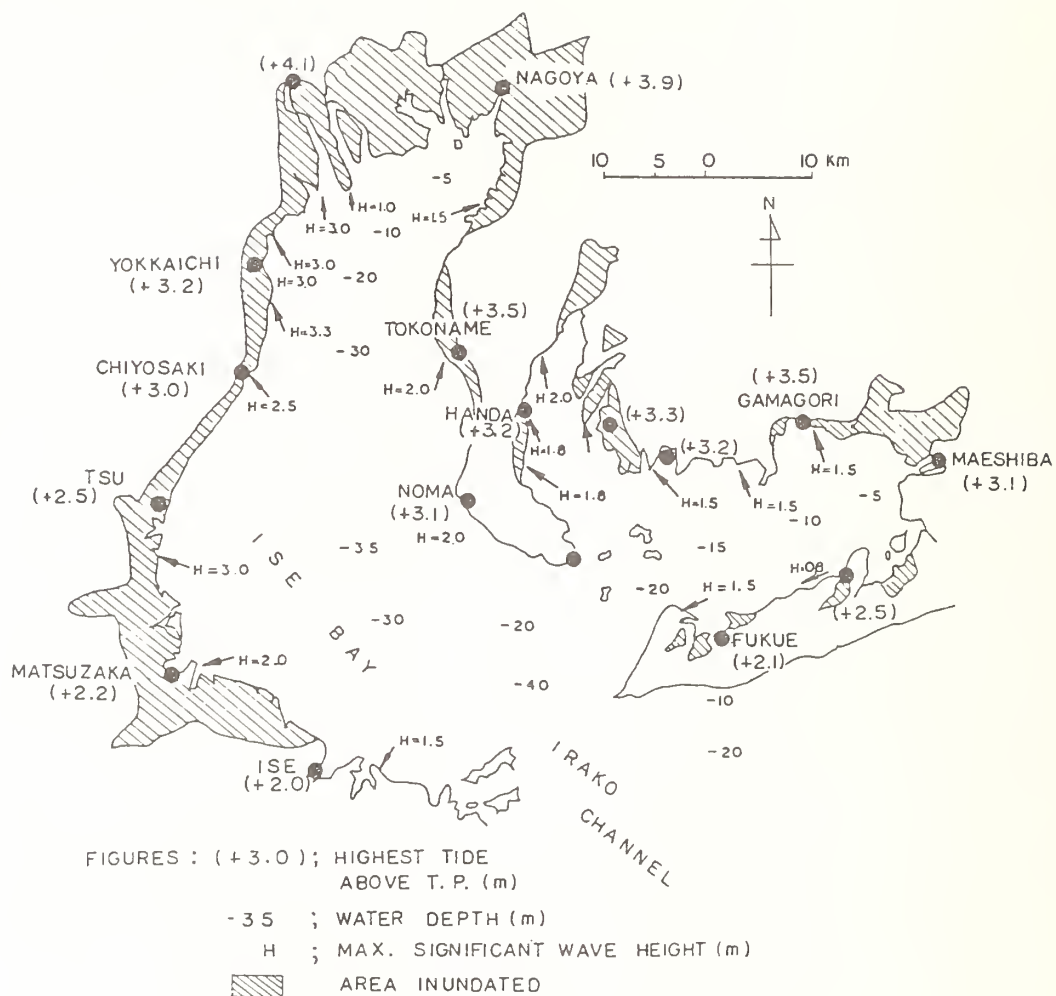 (+4.1)
NAGOYA (+3.9)
10 5 0 10 Km
-5
N
H=1.0
H=1.5
H=3.0
-10
H=3.0
YOKKAICHI
(+3.2)
H=3.0
-20
(+3.5)
TOKONAME
H=3.3
-30
CHIYOSAKI
(+3.0)
H=2.5
H=2.0
H2.0
(+3.5)
GAMAGORI
HANDA
(+3.2)
(+3.3)
H=1.8
(+3.2)
H=1.5
MAESHIBA
(+3.1)
TSU
(+2.5)
H=1.8
H=1.5
H=1.5
-5
NOMA
(+3.1)
-10
H=2.0
ISE BAY
-35
-15
H=3.0
H=0.8
-20
H=1.5
(+2.5)
-30
-20
FUKUE
(+2.1)
H=2.0
MATSUZAKA
(+2.2)
-40
-10
H=1.5
-20
ISE
(+2.0)
IRAKO
CHANNEL
FIGURES : (+3.0); HIGHEST TIDE
ABOVE T.P. (m)
-35 ; WATER DEPTH (m)
H ; MAX. SIGNIFICANT WAVE HEIGHT (m)
AREA INUNDATED